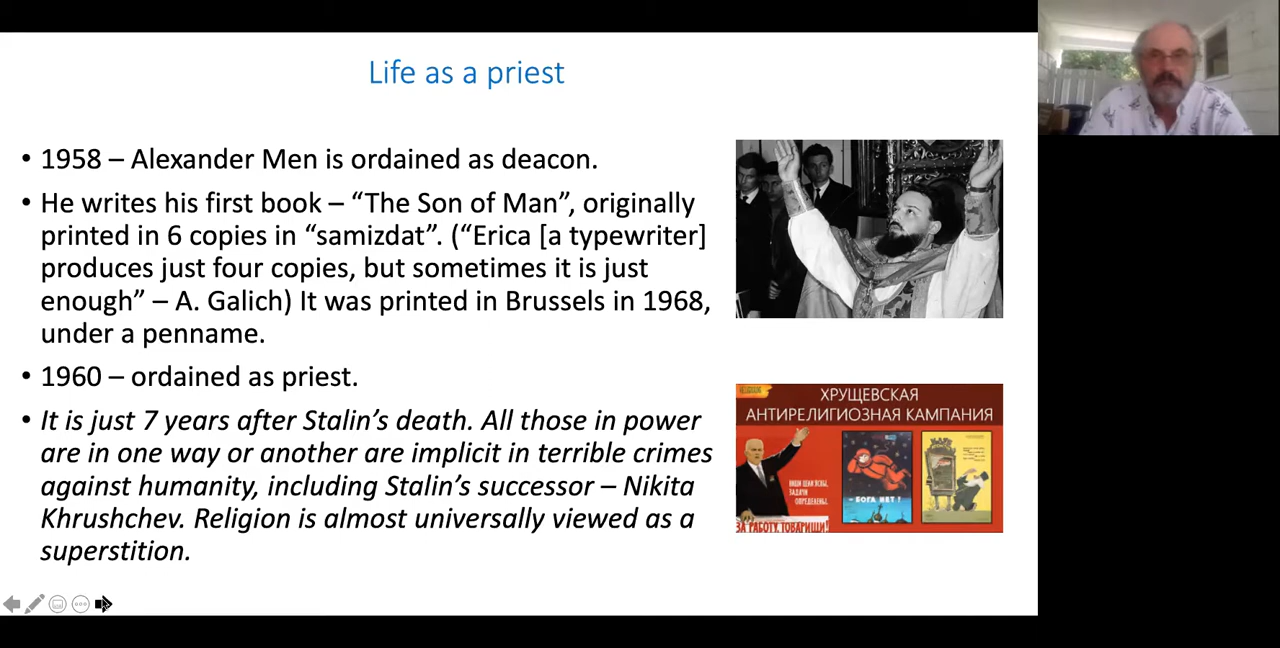 Life as a priest
• 1958 – Alexander Men is ordained as deacon.
• He writes his first book – “The Son of Man”, originally
printed in 6 copies in “samizdat”. (“Erica [a typewriter]
produces just four copies, but sometimes it is just
enough” – A. Galich) It was printed in Brussels in 1968,
under a penname.
• 1960 – ordained as priest.
• It is just 7 years after Stalin’s death. All those in power
are in one way or another are implicit in terrible crimes
against humanity, including Stalin’s successor – Nikita
Khrushchev. Religion is almost universally viewed as a
superstition.
ХРУЩЕВСКАЯ
АНТИРЕЛИГИОЗНАЯ КАМПАНИЯ
НАШИ ЦЕЛИ ЯСНЫ,
ЗАДАЧИ
ОПРЕДЕЛЕНЫ.
ЗА РАБОТУ, ТОВАРИЩИ!
– БОГА НЕТ!